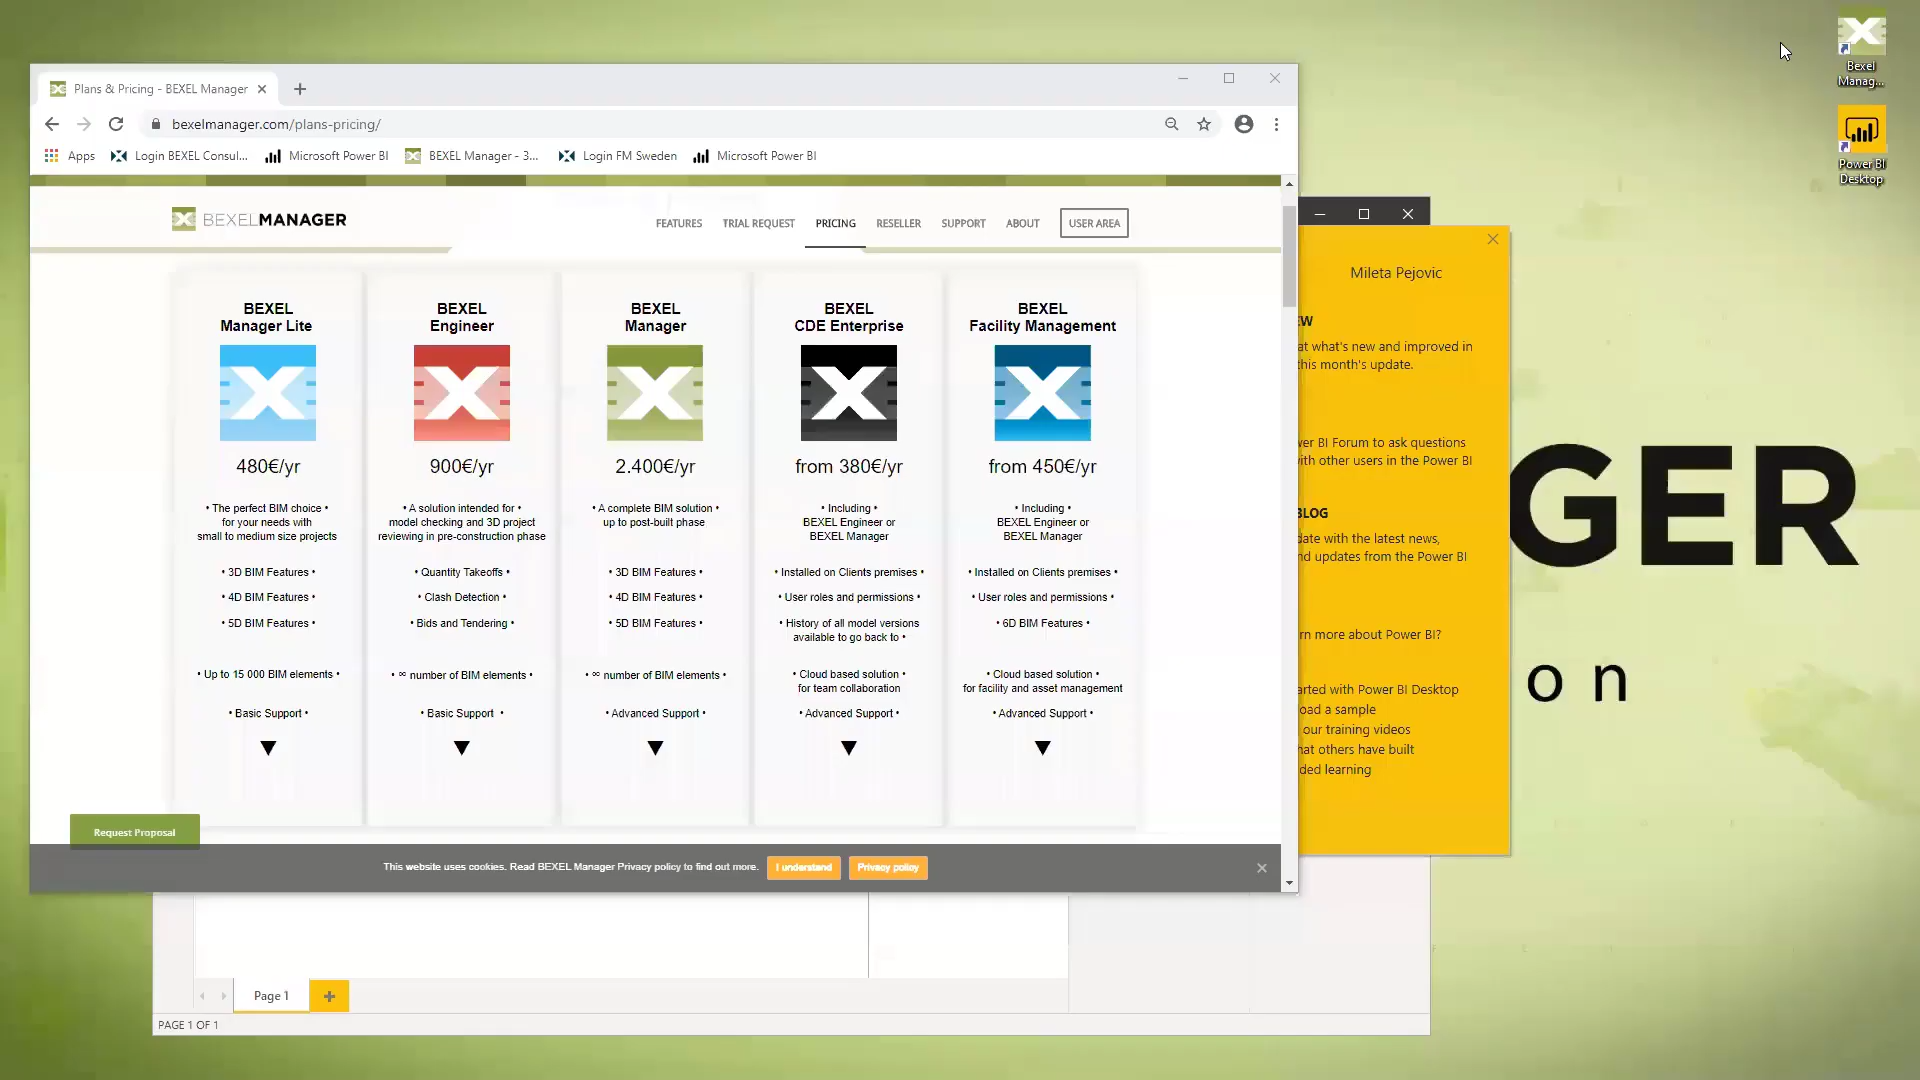 Plans & Pricing - BEXEL Manager
bexelmanager.com/plans-pricing/
Apps
Login BEXEL Consul...
Microsoft Power BI
BEXEL Manager - 3...
Login FM Sweden
Microsoft Power BI
BEXELMANAGER
FEATURES
TRIAL REQUEST
PRICING
RESELLER
SUPPORT
ABOUT
USER AREA
BEXEL
Manager Lite
480€/yr
• The perfect BIM choice •
for your needs with
small to medium size projects
• 3D BIM Features •
• 4D BIM Features •
• 5D BIM Features •
• Up to 15 000 BIM elements •
• Basic Support •
BEXEL
Engineer
900€/yr
• A solution intended for •
model checking and 3D project
reviewing in pre-construction phase
• Quantity Takeoffs •
• Clash Detection •
• Bids and Tendering •
• ∞ number of BIM elements •
• Basic Support •
BEXEL
Manager
2.400€/yr
• A complete BIM solution •
up to post-built phase
• 3D BIM Features •
• 4D BIM Features •
• 5D BIM Features •
• ∞ number of BIM elements •
• Advanced Support •
BEXEL
CDE Enterprise
from 380€/yr
• Including •
BEXEL Engineer or
BEXEL Manager
• Installed on Clients premises •
• User roles and permissions •
• History of all model versions
available to go back to •
• Cloud based solution •
for team collaboration
• Advanced Support •
BEXEL
Facility Management
from 450€/yr
• Including •
BEXEL Engineer or
BEXEL Manager
• Installed on Clients premises •
• User roles and permissions •
• 6D BIM Features •
• Cloud based solution •
for facility and asset management
• Advanced Support •
Request Proposal
This website uses cookies. Read BEXEL Manager Privacy policy to find out more.
I understand
Privacy policy
Mileta Pejovic
EW
at what's new and improved in
this month's update.
wer BI Forum to ask questions
with other users in the Power BI
BLOG
date with the latest news,
nd updates from the Power BI
rn more about Power BI?
arted with Power BI Desktop
load a sample
our training videos
hat others have built
ded learning
GER
on
Bexel
Manag...
Power BI
Desktop
Page 1
PAGE 1 OF 1